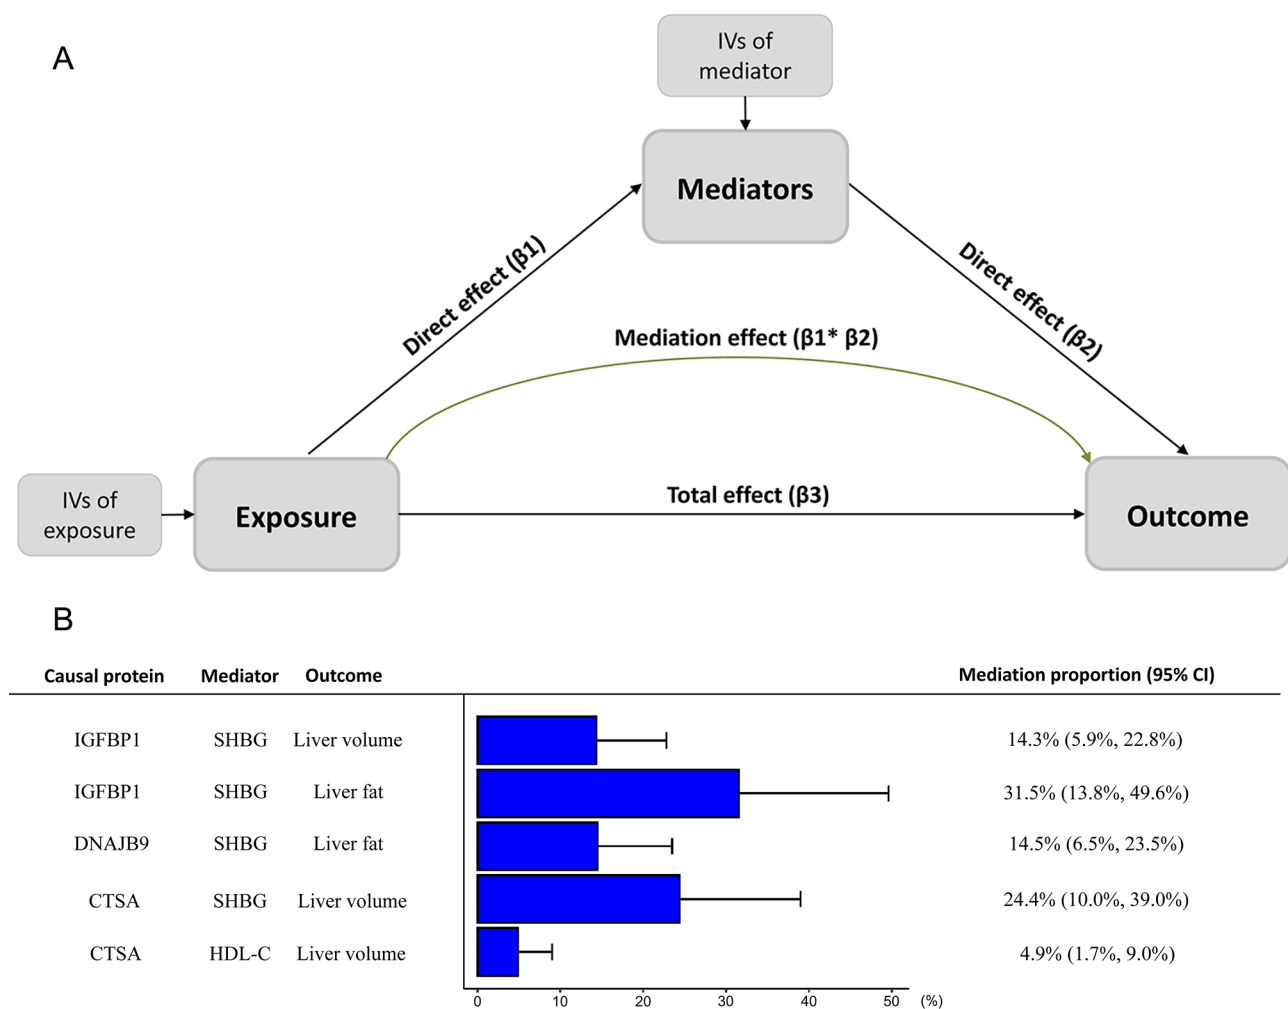 A
IVs of
mediator
Mediators
Direct effect (β1)
Direct effect (β2)
Mediation effect (β1* β2)
IVs of
exposure
Exposure
Total effect (β3)
Outcome
B
Causal protein Mediator Outcome Mediation proportion (95% CI)
IGFBP1 SHBG Liver volume 14.3% (5.9%, 22.8%)
IGFBP1 SHBG Liver fat 31.5% (13.8%, 49.6%)
DNAJB9 SHBG Liver fat 14.5% (6.5%, 23.5%)
CTSA SHBG Liver volume 24.4% (10.0%, 39.0%)
CTSA HDL-C Liver volume 4.9% (1.7%, 9.0%)
0 10 20 30 40 50 (%)